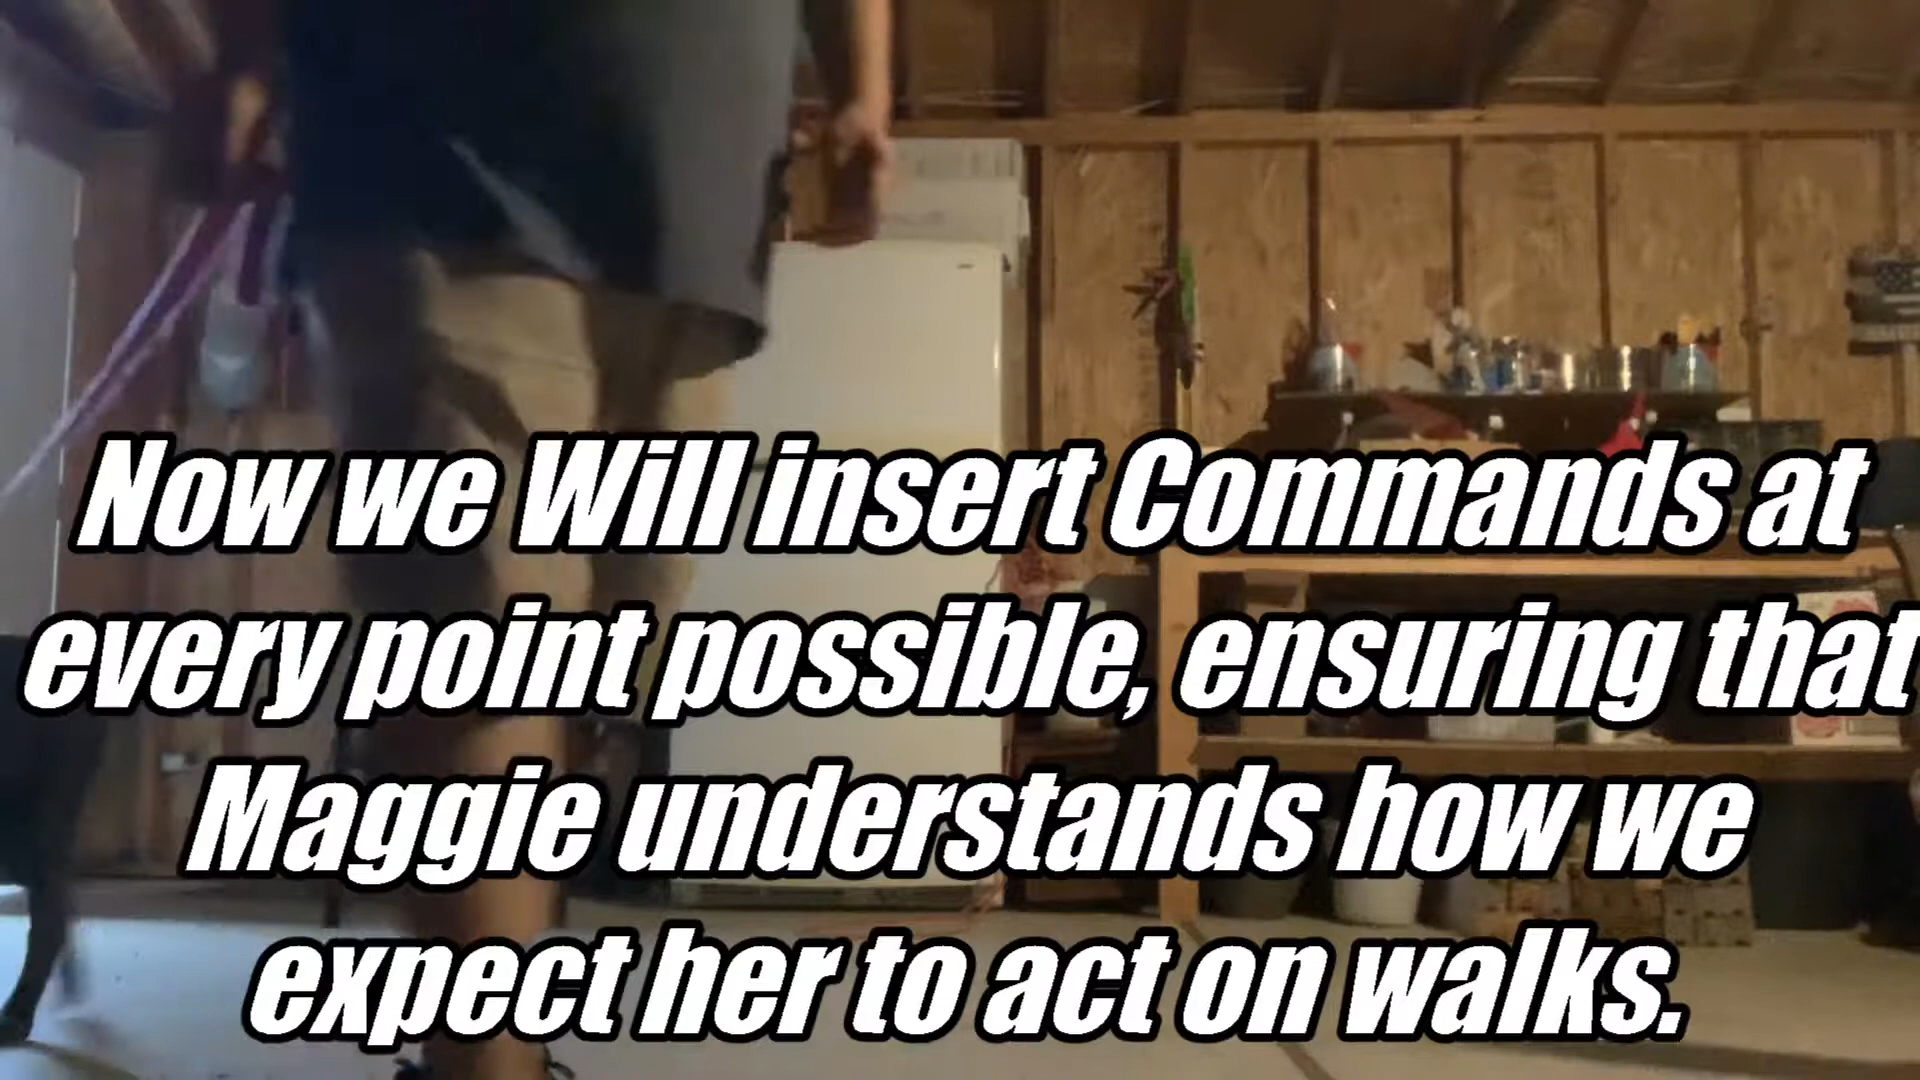 Now we Will insert Commands at
every point possible, ensuring that
Maggie understands how we
expect her to act on walks.